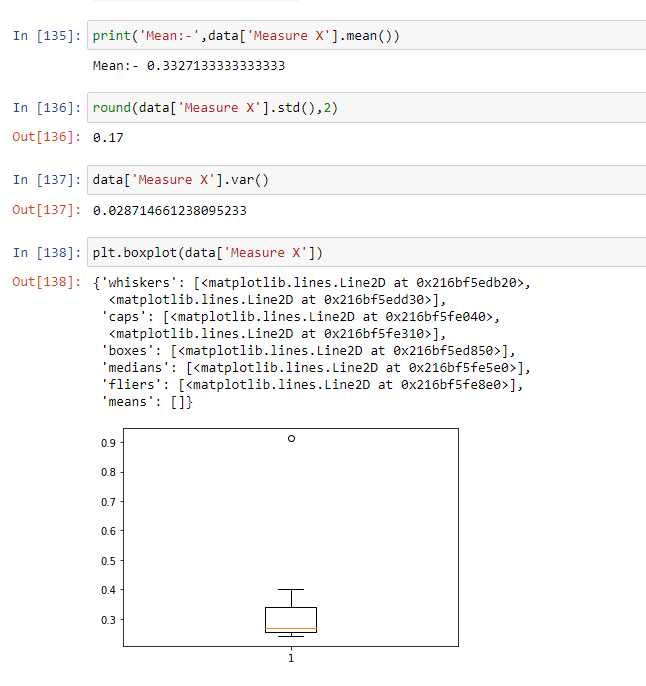 In [135]: print('Mean:-',data['Measure X'].mean())
Mean:- 0.3327133333333333
In [136]: round(data['Measure X'].std(),2)
Out[136]: 0.17
In [137]: data['Measure X'].var()
Out[137]: 0.028714661238095233
In [138]: plt.boxplot(data['Measure X'])
Out[138]: {'whiskers': [<matplotlib.lines.Line2D at 0x216bf5edb20>,
<matplotlib.lines.Line2D at 0x216bf5edd30>],
'caps': [<matplotlib.lines.Line2D at 0x216bf5fe040>,
<matplotlib.lines.Line2D at 0x216bf5fe310>],
'boxes': [<matplotlib.lines.Line2D at 0x216bf5ed850>],
'medians': [<matplotlib.lines.Line2D at 0x216bf5fe5e0>],
'fliers': [<matplotlib.lines.Line2D at 0x216bf5fe8e0>],
'means': []}
0.9
0.8
0.7
0.6
0.5
0.4
0.3
1